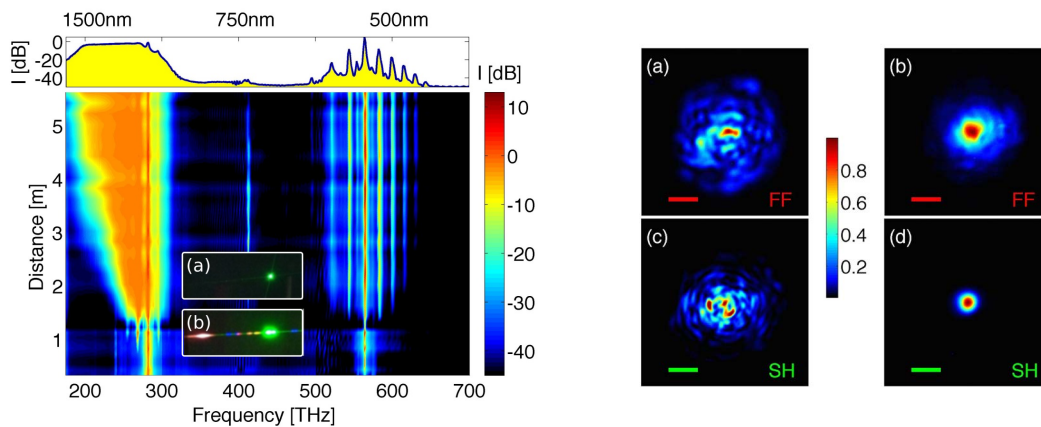 1500nm 750nm 500nm
I [dB]
0
-20
-40
I [dB]
Distance [m]
5
4
3
2
1
(a)
(b)
10
0
-10
-20
-30
-40
200 300 400 500 600 700
Frequency [THz]
(a)
FF
(b)
FF
(c)
SH
(d)
SH
0.8
0.6
0.4
0.2